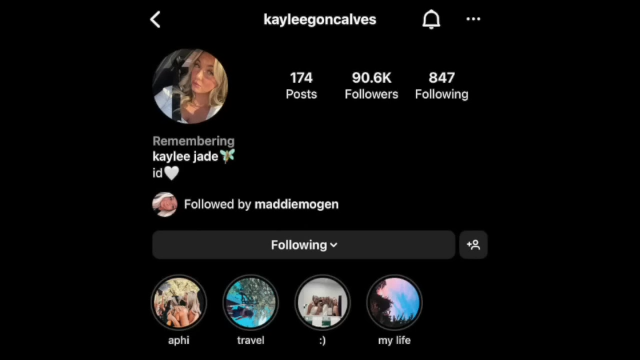 kayleegoncalves
174 90.6K 847
Posts Followers Following
Remembering
kaylee jade🧚
id🤍
Followed by maddiemogen
Following
aphi travel :) my life